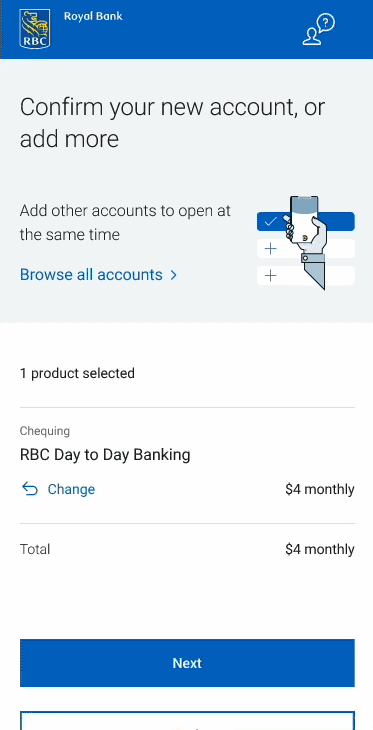 Royal Bank
RBC
?
Confirm your new account, or
add more
Add other accounts to open at
the same time
Browse all accounts >
1 product selected
Chequing
RBC Day to Day Banking
Change $4 monthly
Total $4 monthly
Next